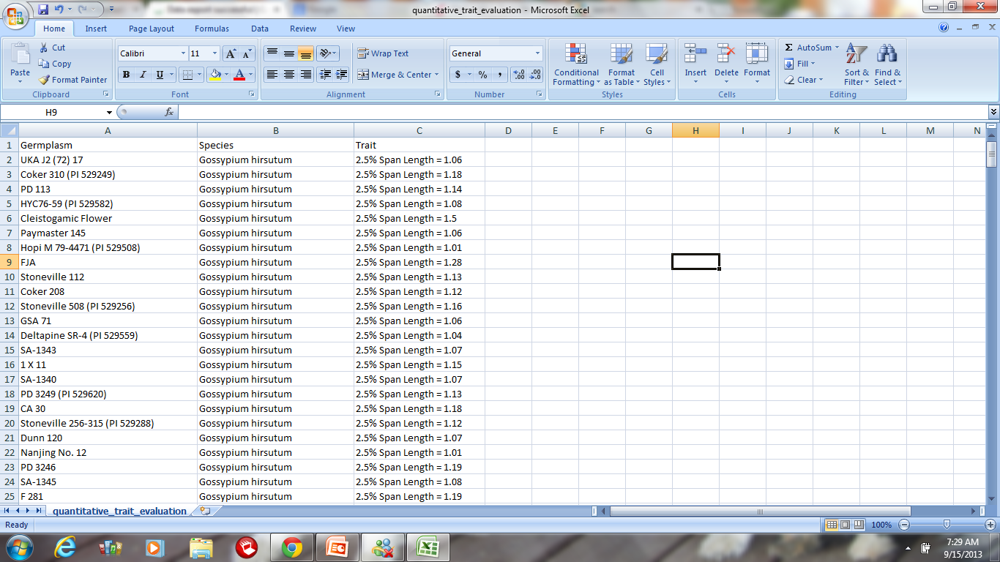 quantitative_trait_evaluation - Microsoft Excel
Home Insert Page Layout Formulas Data Review View
Paste Cut Copy Format Painter Clipboard
Calibri 11 B I U Font
Wrap Text Merge & Center Alignment
General $ % , Number
Conditional Formatting Format as Table Cell Styles Styles
Insert Delete Format Cells
AutoSum Fill Clear Sort & Filter Find & Select Editing
H9 fx
A B C D E F G H I J K L M N
1 Germplasm Species Trait
2 UKA J2 (72) 17 Gossypium hirsutum 2.5% Span Length = 1.06
3 Coker 310 (PI 529249) Gossypium hirsutum 2.5% Span Length = 1.18
4 PD 113 Gossypium hirsutum 2.5% Span Length = 1.14
5 HYC76-59 (PI 529582) Gossypium hirsutum 2.5% Span Length = 1.08
6 Cleistogamic Flower Gossypium hirsutum 2.5% Span Length = 1.5
7 Paymaster 145 Gossypium hirsutum 2.5% Span Length = 1.06
8 Hopi M 79-4471 (PI 529508) Gossypium hirsutum 2.5% Span Length = 1.01
9 FJA Gossypium hirsutum 2.5% Span Length = 1.28
10 Stoneville 112 Gossypium hirsutum 2.5% Span Length = 1.13
11 Coker 208 Gossypium hirsutum 2.5% Span Length = 1.12
12 Stoneville 508 (PI 529256) Gossypium hirsutum 2.5% Span Length = 1.16
13 GSA 71 Gossypium hirsutum 2.5% Span Length = 1.06
14 Deltapine SR-4 (PI 529559) Gossypium hirsutum 2.5% Span Length = 1.04
15 SA-1343 Gossypium hirsutum 2.5% Span Length = 1.07
16 1 X 11 Gossypium hirsutum 2.5% Span Length = 1.15
17 SA-1340 Gossypium hirsutum 2.5% Span Length = 1.07
18 PD 3249 (PI 529620) Gossypium hirsutum 2.5% Span Length = 1.13
19 CA 30 Gossypium hirsutum 2.5% Span Length = 1.18
20 Stoneville 256-315 (PI 529288) Gossypium hirsutum 2.5% Span Length = 1.12
21 Dunn 120 Gossypium hirsutum 2.5% Span Length = 1.07
22 Nanjing No. 12 Gossypium hirsutum 2.5% Span Length = 1.01
23 PD 3246 Gossypium hirsutum 2.5% Span Length = 1.19
24 SA-1345 Gossypium hirsutum 2.5% Span Length = 1.08
25 F 281 Gossypium hirsutum 2.5% Span Length = 1.19
quantitative_trait_evaluation
Ready 100%
7:29 AM
9/15/2013